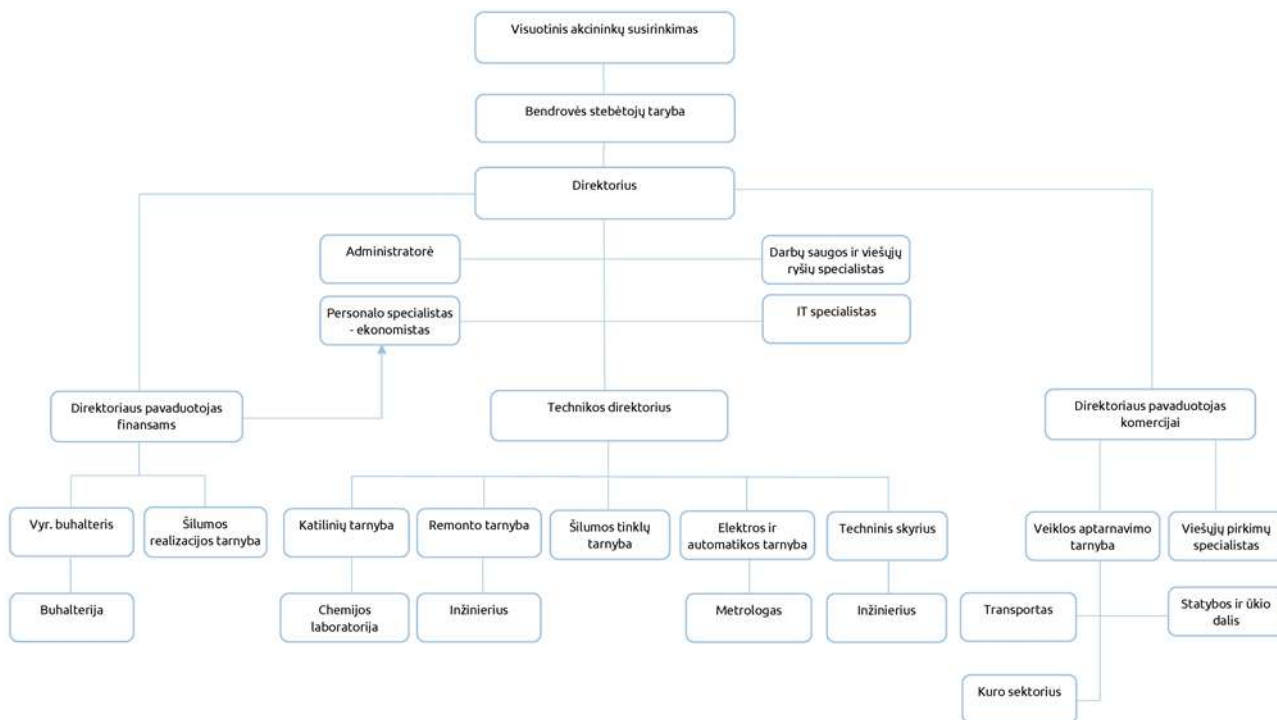 Visuotinis akcininkų susirinkimas
Bendrovės stebėtojų taryba
Direktorius
Administratorė
Darbų saugos ir viešųjų
ryšių specialistas
Personalo specialistas
- ekonomistas
IT specialistas
Direktoriaus pavaduotojas
finansams
Technikos direktorius
Direktoriaus pavaduotojas
komercijai
Vyr. buhalteris
Šilumos
realizacijos tarnyba
Katilinių tarnyba
Remonto tarnyba
Šilumos tinklų
tarnyba
Elektros ir
automatikos tarnyba
Techninis skyrius
Veiklos aptarnavimo
tarnyba
Viešųjų pirkimų
specialistas
Buhalterija
Chemijos
laboratorija
Inžinierius
Metrologas
Inžinierius
Transportas
Statybos ir ūkio
dalis
Kuro sektorius